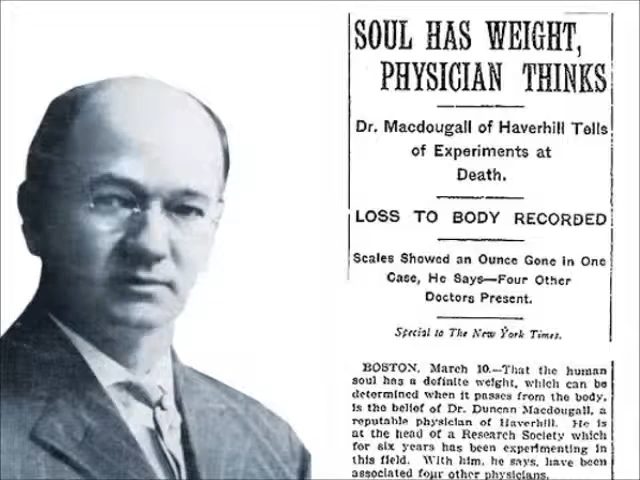 SOUL HAS WEIGHT,
PHYSICIAN THINKS
Dr. Macdougall of Haverhill Tells
of Experiments at
Death.
LOSS TO BODY RECORDED
Scales Showed an Ounce Gone in One
Case, He Says—Four Other
Doctors Present.
Special to The New York Times.
BOSTON, March 10.—That the human
soul has a definite weight, which can be
determined when it passes from the body,
is the belief of Dr. Duncan Macdougall, a
reputable physician of Haverhill. He is
at the head of a Research Society which
for six years has been experimenting in
this field. With him, he says, have been
associated four other physicians.